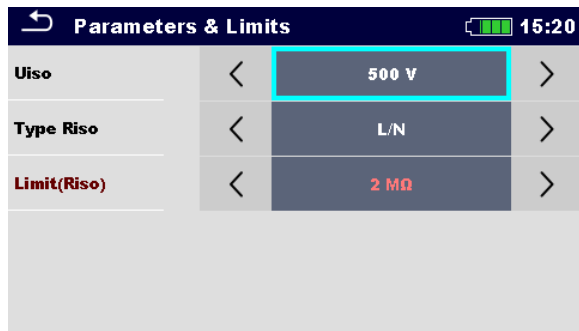 Parameters & Limits 15:20
Uiso 500 V
Type Riso L/N
Limit(Riso) 2 MΩ